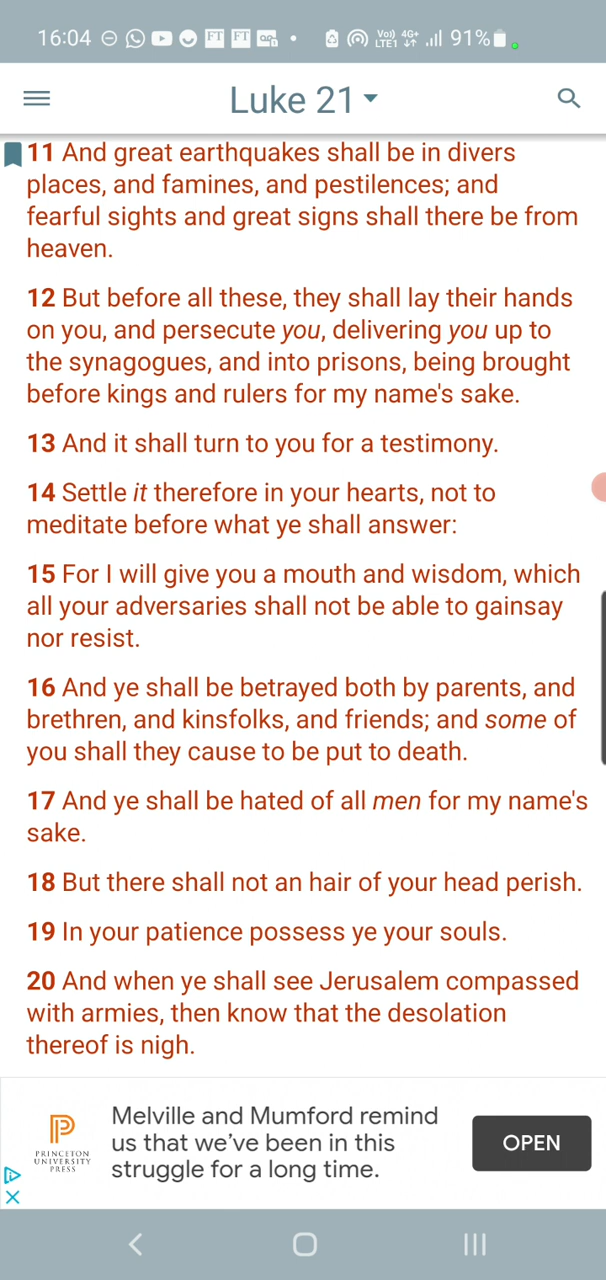 16:04 FT FT Vo)) LTE1 4G+ 91%
Luke 21
11 And great earthquakes shall be in divers
places, and famines, and pestilences; and
fearful sights and great signs shall there be from
heaven.
12 But before all these, they shall lay their hands
on you, and persecute you, delivering you up to
the synagogues, and into prisons, being brought
before kings and rulers for my name's sake.
13 And it shall turn to you for a testimony.
14 Settle it therefore in your hearts, not to
meditate before what ye shall answer:
15 For I will give you a mouth and wisdom, which
all your adversaries shall not be able to gainsay
nor resist.
16 And ye shall be betrayed both by parents, and
brethren, and kinsfolks, and friends; and some of
you shall they cause to be put to death.
17 And ye shall be hated of all men for my name's
sake.
18 But there shall not an hair of your head perish.
19 In your patience possess ye your souls.
20 And when ye shall see Jerusalem compassed
with armies, then know that the desolation
thereof is nigh.
PRINCETON
UNIVERSITY
PRESS
Melville and Mumford remind
us that we've been in this
struggle for a long time.
OPEN